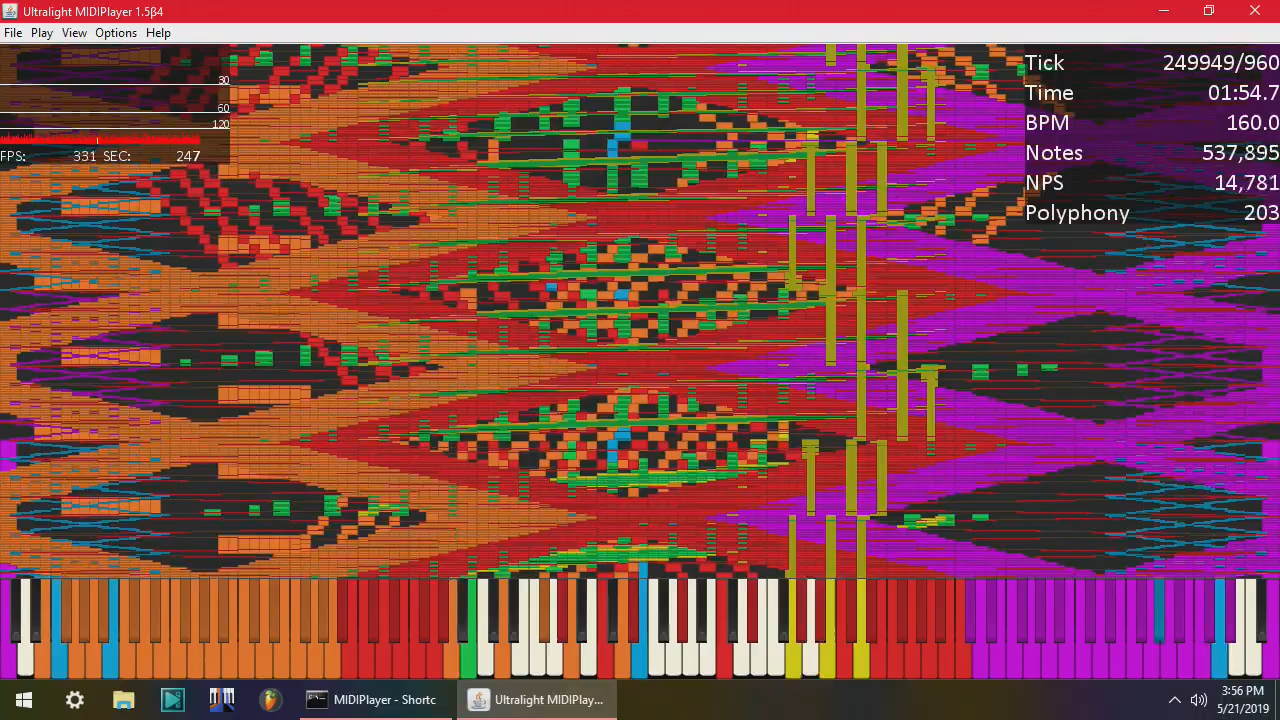 Ultralight MIDIPlayer 1.5β4
File Play View Options Help
30
60
120
FPS: 331 SEC: 247
Tick 249949/960
Time 01:54.7
BPM 160.0
Notes 537,895
NPS 14,781
Polyphony 203
MIDIPlayer - Shortc
Ultralight MIDIPlay...
3:56 PM
5/21/2019